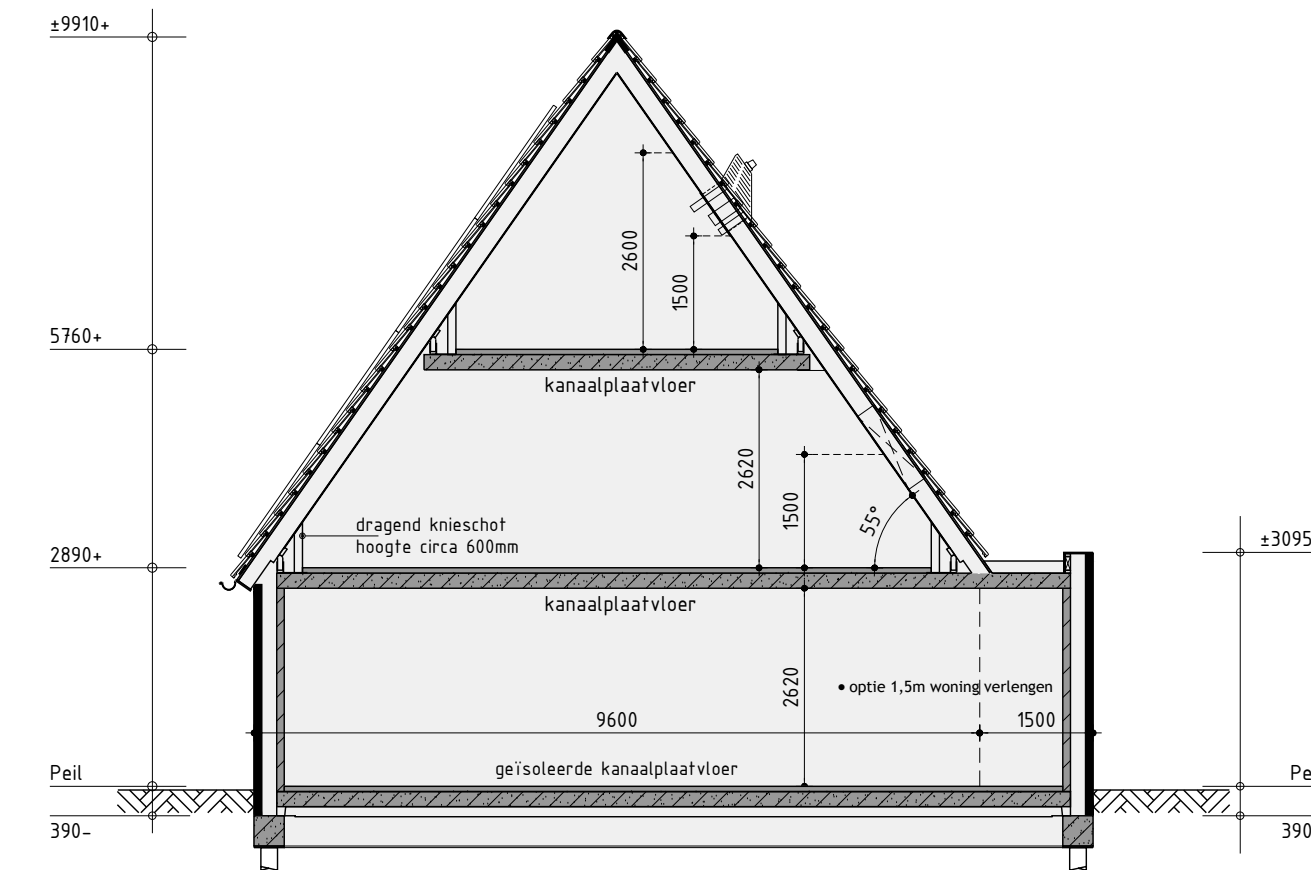 ±9910+
2600
1500
5760+
kanaalplaatvloer
2620
1500
55°
dragend knieschot
hoogte circa 600mm
2890+
±3095
kanaalplaatvloer
2620
• optie 1,5m woning verlengen
9600
1500
geïsoleerde kanaalplaatvloer
Peil
Pe
390-
390